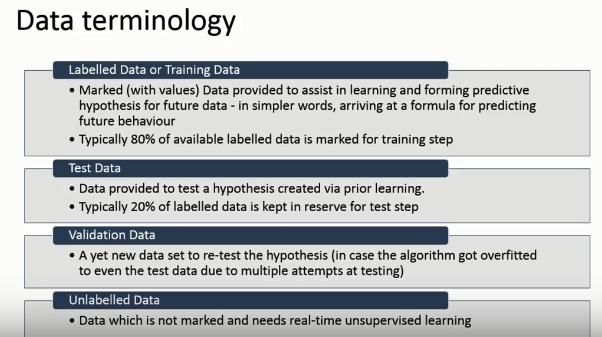 Data terminology
Labelled Data or Training Data
• Marked (with values) Data provided to assist in learning and forming predictive
hypothesis for future data - in simpler words, arriving at a formula for predicting
future behaviour
• Typically 80% of available labelled data is marked for training step
Test Data
• Data provided to test a hypothesis created via prior learning.
• Typically 20% of labelled data is kept in reserve for test step
Validation Data
• A yet new data set to re-test the hypothesis (in case the algorithm got overfitted
to even the test data due to multiple attempts at testing)
Unlabelled Data
• Data which is not marked and needs real-time unsupervised learning